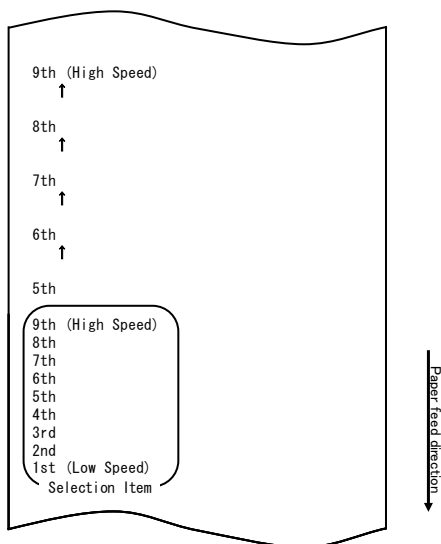 9th (High Speed)
↑
8th
↑
7th
↑
6th
↑
5th
9th (High Speed)
8th
7th
6th
5th
4th
3rd
2nd
1st (Low Speed)
Selection Item
Paper feed direction